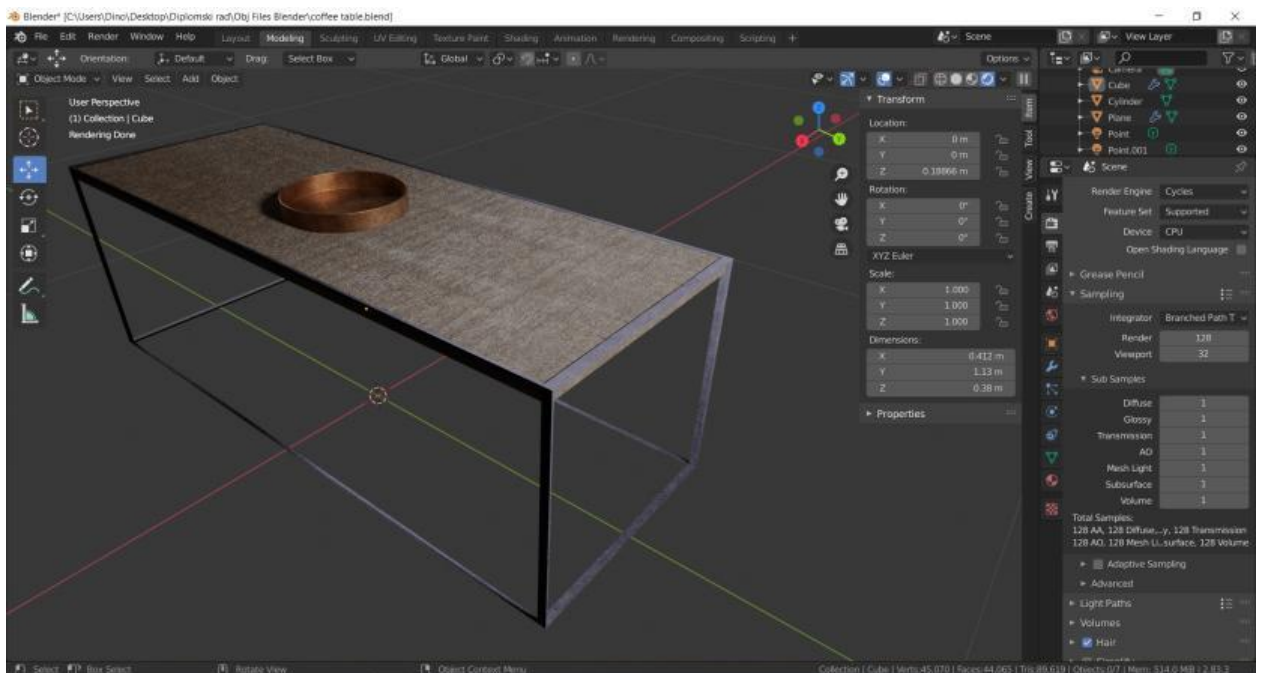 Blender* [C:\Users\Dino\Desktop\Diplomski rad\Obj Files Blender\coffee table.blend]
File Edit Render Window Help Layout Modeling Sculpting UV Editing Texture Paint Shading Animation Rendering Compositing Scripting + Scene View Layer
Orientation: Default Drag: Select Box Global Options
Object Mode View Select Add Object
User Perspective
(1) Collection | Cube
Rendering Done
Transform
Location:
X 0 m
Y 0 m
Z 0.18866 m
Rotation:
X 0°
Y 0°
Z 0°
XYZ Euler
Scale:
X 1.000
Y 1.000
Z 1.000
Dimensions:
X 0.412 m
Y 1.13 m
Z 0.38 m
Properties
Item
Tool
View
Create
Camera
Cube
Cylinder
Plane
Point
Point.001
Scene
Render Engine Cycles
Feature Set Supported
Device CPU
Open Shading Language
Grease Pencil
Sampling
Integrator Branched Path T
Render 128
Viewport 32
Sub Samples
Diffuse 1
Glossy 1
Transmission 1
AO 1
Mesh Light 1
Subsurface 1
Volume 1
Total Samples:
128 AA, 128 Diffuse,...y, 128 Transmission
128 AO, 128 Mesh Li...surface, 128 Volume
Adaptive Sampling
Advanced
Light Paths
Volumes
Hair
Select Box Select Rotate View Object Context Menu Collection | Cube | Verts:45,070 | Faces:44,065 | Tris:89,619 | Objects:0/7 | Mem: 514.0 MiB | 2.83.3